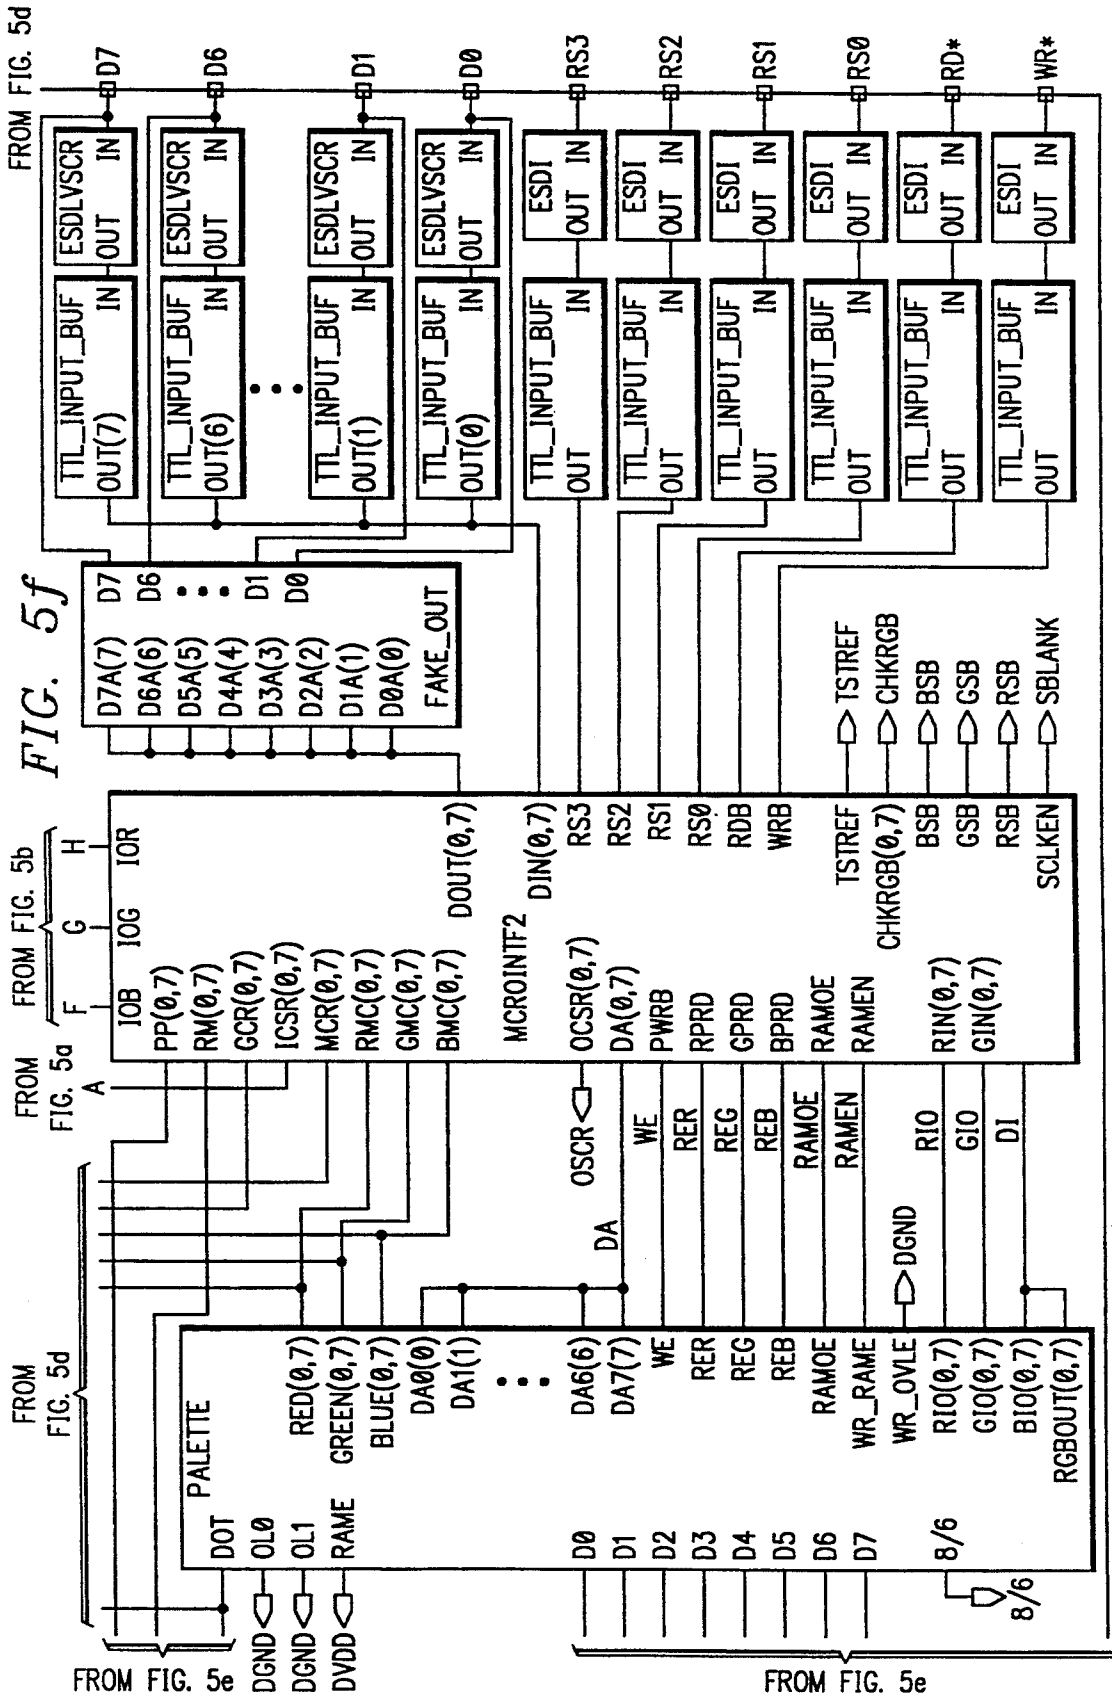 FIG. 5f
FROM FIG. 5d
D7
D6
D1
D0
RS3
RS2
RS1
RS0
RD*
WR*
ESDLVSCR
OUT IN
ESDLVSCR
OUT IN
ESDLVSCR
OUT IN
ESDLVSCR
OUT IN
ESDI
OUT IN
ESDI
OUT IN
ESDI
OUT IN
ESDI
OUT IN
ESDI
OUT IN
ESDI
OUT IN
TTL_INPUT_BUF
OUT(7) IN
TTL_INPUT_BUF
OUT(6) IN
• • •
TTL_INPUT_BUF
OUT(1) IN
TTL_INPUT_BUF
OUT(0) IN
TTL_INPUT_BUF
OUT IN
TTL_INPUT_BUF
OUT IN
TTL_INPUT_BUF
OUT IN
TTL_INPUT_BUF
OUT IN
TTL_INPUT_BUF
OUT IN
TTL_INPUT_BUF
OUT IN
D7A(7) D7
D6A(6) D6
D5A(5) • • •
D4A(4)
D3A(3) D1
D2A(2) D0
D1A(1)
D0A(0)
FAKE_OUT
FROM FIG. 5b
F G H
IOB IOG IOR
FROM
FIG. 5a
A
PP(0,7)
RM(0,7)
GCR(0,7)
ICSR(0,7)
MCR(0,7)
RMC(0,7)
GMC(0,7)
BMC(0,7)
MCROINTF2
OCSR(0,7)
DA(0,7)
PWRB
RPRD
GPRD
BPRD
RAMOE
RAMEN
RIN(0,7)
GIN(0,7)
DOUT(0,7)
DIN(0,7)
RS3
RS2
RS1
RS0
RDB
WRB
TSTREF
CHKRGB(0,7)
BSB
GSB
RSB
SCLKEN
TSTREF
CHKRGB
BSB
GSB
RSB
SBLANK
OSCR
DA
WE
RER
REG
REB
RAMOE
RAMEN
DGND
RIO
GIO
DI
FROM
FIG. 5d
PALETTE
DOT
OL0
OL1
RAME
D0
D1
D2
D3
D4
D5
D6
D7
8/6
RED(0,7)
GREEN(0,7)
BLUE(0,7)
DA0(0)
DA1(1)
• • •
DA6(6)
DA7(7)
WE
RER
REG
REB
RAMOE
WR_RAME
WR_OVLE
RIO(0,7)
GIO(0,7)
BIO(0,7)
RGBOUT(0,7)
FROM FIG. 5e
DGND
DGND
DVDD
FROM FIG. 5e
8/6